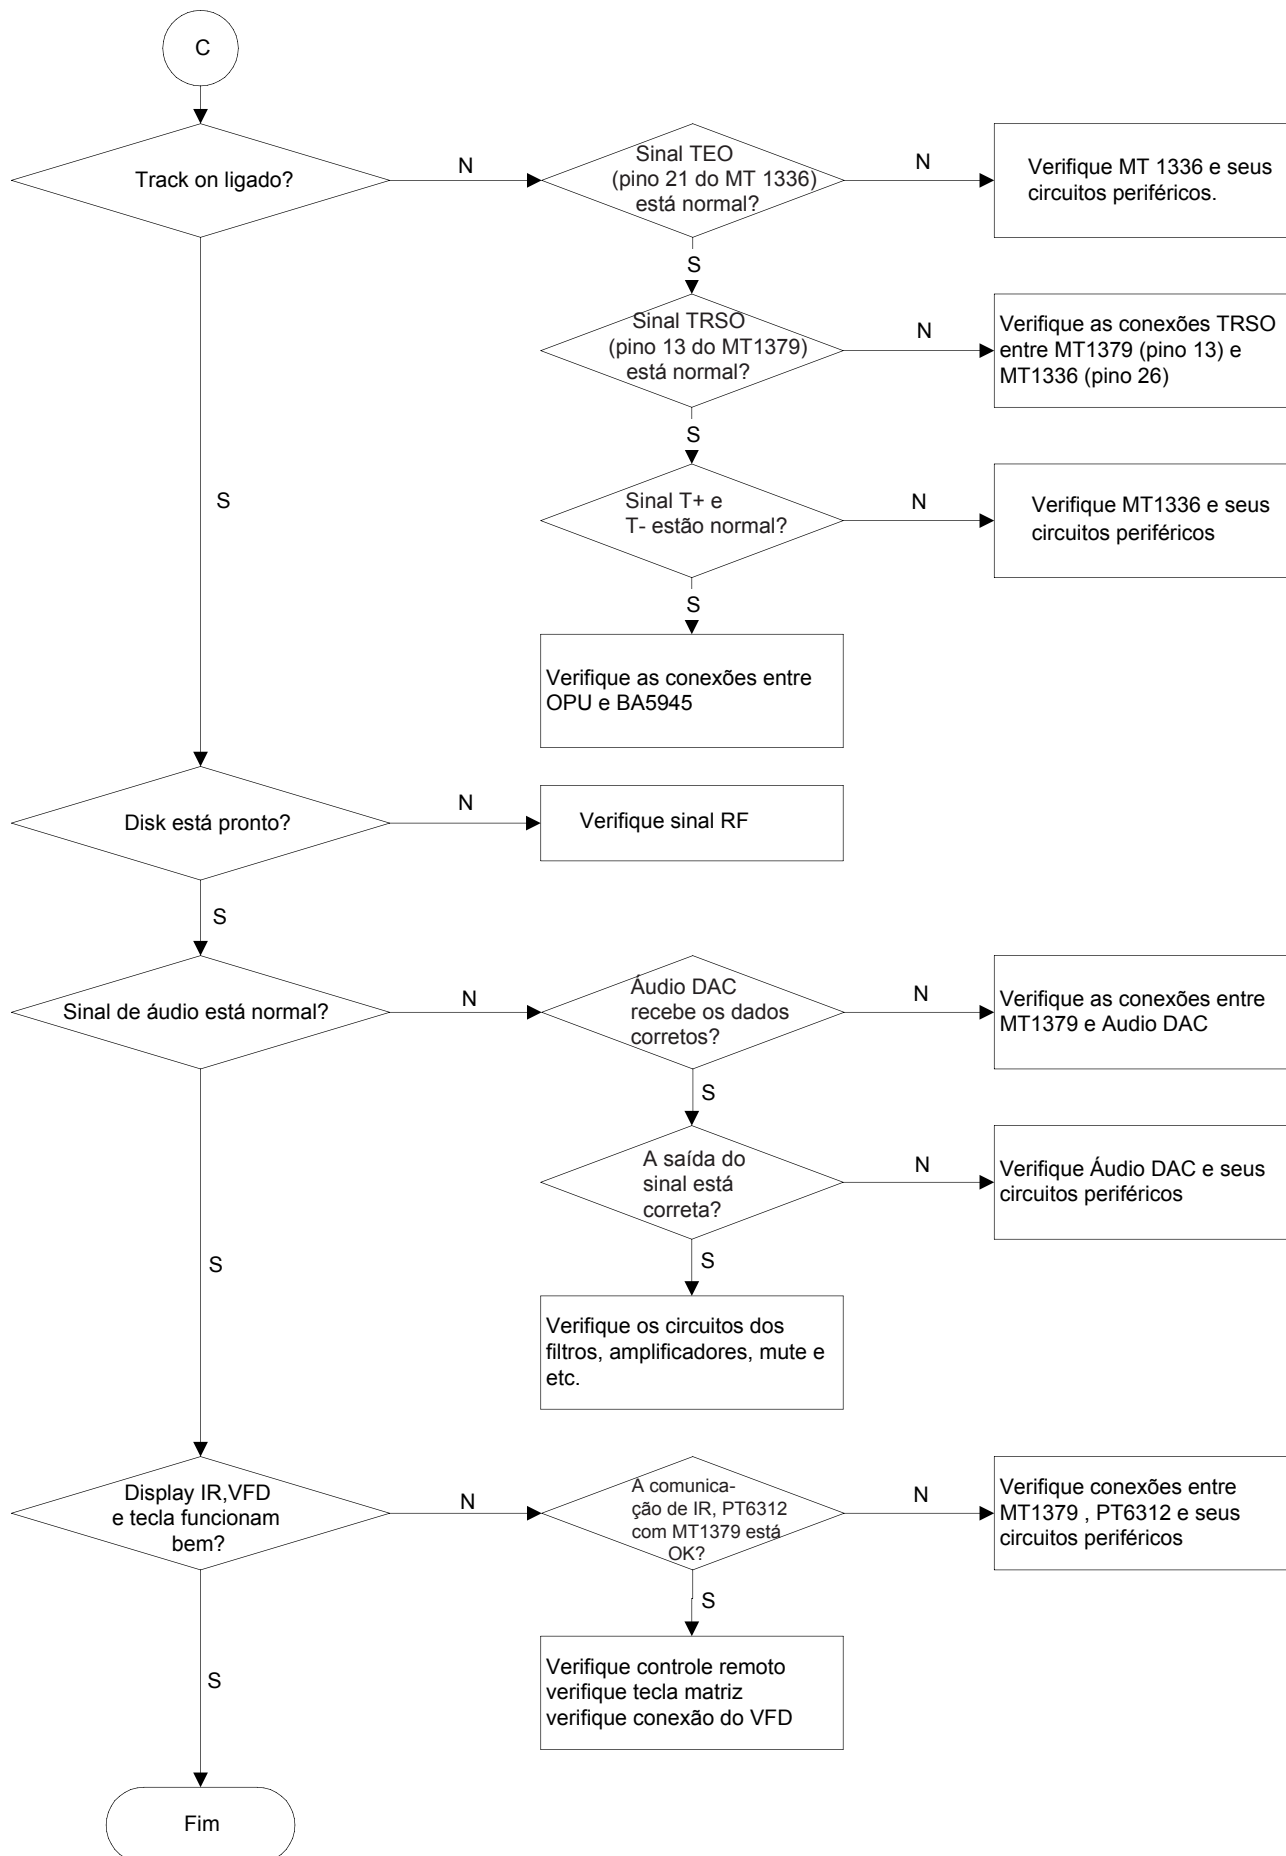 C
Track on ligado?
N
Sinal TEO
(pino 21 do MT 1336)
está normal?
N
Verifique MT 1336 e seus
circuitos periféricos.
S
Sinal TRSO
(pino 13 do MT1379)
está normal?
N
Verifique as conexões TRSO
entre MT1379 (pino 13) e
MT1336 (pino 26)
S
S
Sinal T+ e
T- estão normal?
N
Verifique MT1336 e seus
circuitos periféricos
S
Verifique as conexões entre
OPU e BA5945
Disk está pronto?
N
Verifique sinal RF
S
Sinal de áudio está normal?
N
Áudio DAC
recebe os dados
corretos?
N
Verifique as conexões entre
MT1379 e Audio DAC
S
A saída do
sinal está
correta?
N
Verifique Áudio DAC e seus
circuitos periféricos
S
S
Verifique os circuitos dos
filtros, amplificadores, mute e
etc.
Display IR,VFD
e tecla funcionam
bem?
N
A comunica-
ção de IR, PT6312
com MT1379 está
OK?
N
Verifique conexões entre
MT1379 , PT6312 e seus
circuitos periféricos
S
S
Verifique controle remoto
verifique tecla matriz
verifique conexão do VFD
Fim